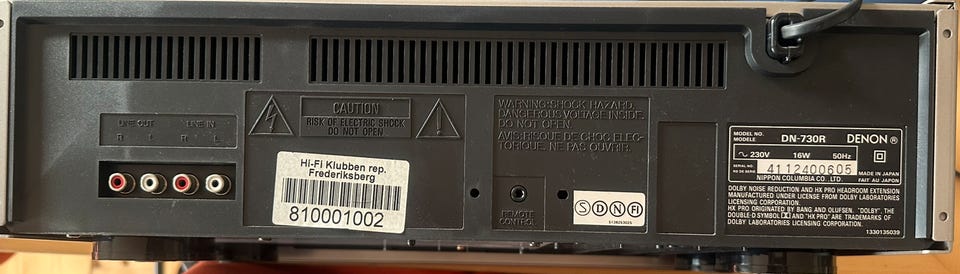 LINE OUT LINE IN
R L R L
CAUTION
RISK OF ELECTRIC SHOCK
DO NOT OPEN
Hi-Fi Klubben rep.
Frederiksberg
810001002
WARNING:SHOCK HAZARD.
DANGEROUS VOLTAGE INSIDE.
DO NOT OPEN.
AVIS:RISQUE DE CHOC ELEC-
TORIQUE. NE PAS OUVRIR.
REMOTE
CONTROL
S D N FI
MODEL NO.
MODELE DN-730R DENON ®
~ 230V 16W 50Hz
SERIAL NO.
NO DE SERIE 4112400605 MADE IN JAPAN
FAIT AU JAPON
NIPPON COLUMBIA CO., LTD.
DOLBY NOISE REDUCTION AND HX PRO HEADROOM EXTENSION
MANUFACTURED UNDER LICENSE FROM DOLBY LABORATORIES
LICENSING CORPORATION.
HX PRO ORIGINATED BY BANG AND OLUFSEN. "DOLBY", THE
DOUBLE-D SYMBOL AND "HX PRO" ARE TRADEMARKS OF
DOLBY LABORATORIES LICENSING CORPORATION.
1330135039